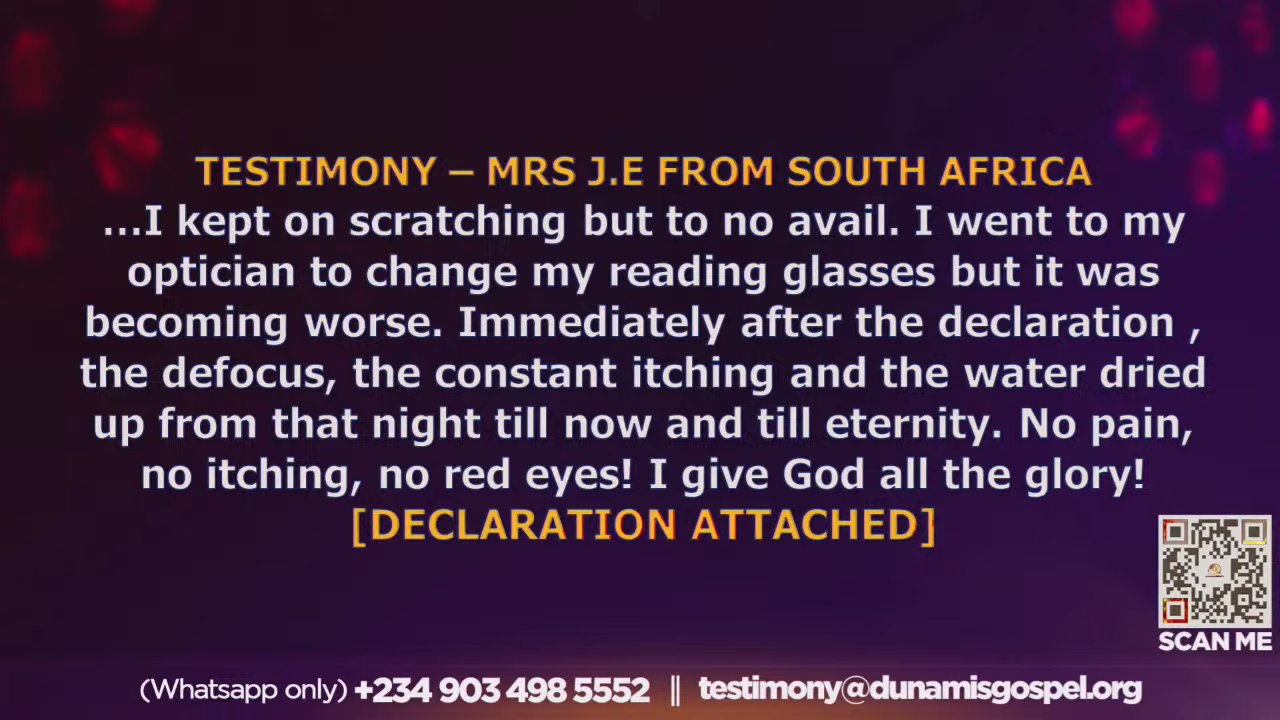 TESTIMONY – MRS J.E FROM SOUTH AFRICA
...I kept on scratching but to no avail. I went to my
optician to change my reading glasses but it was
becoming worse. Immediately after the declaration ,
the defocus, the constant itching and the water dried
up from that night till now and till eternity. No pain,
no itching, no red eyes! I give God all the glory!
[DECLARATION ATTACHED]
SCAN ME
(Whatsapp only) +234 903 498 5552 || testimony@dunamisgospel.org